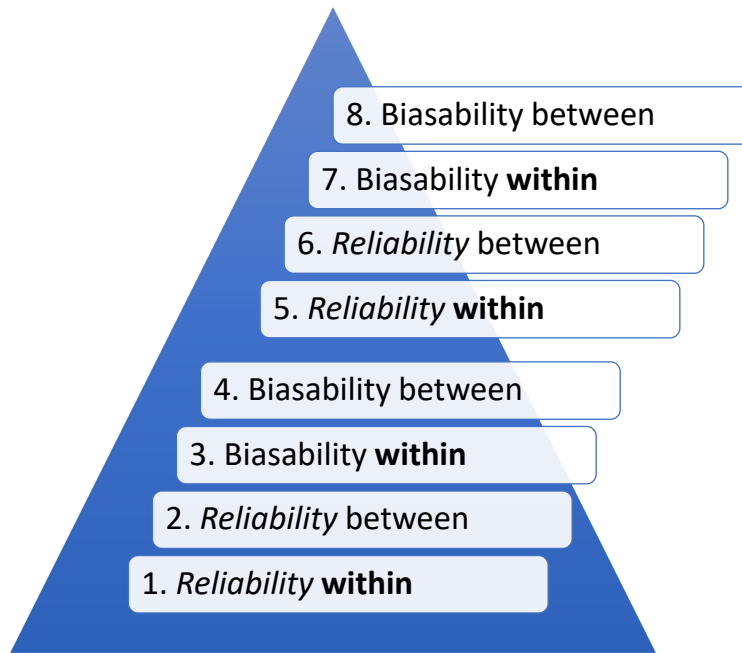 8. Biasability between
7. Biasability within
6. Reliability between
5. Reliability within
4. Biasability between
3. Biasability within
2. Reliability between
1. Reliability within